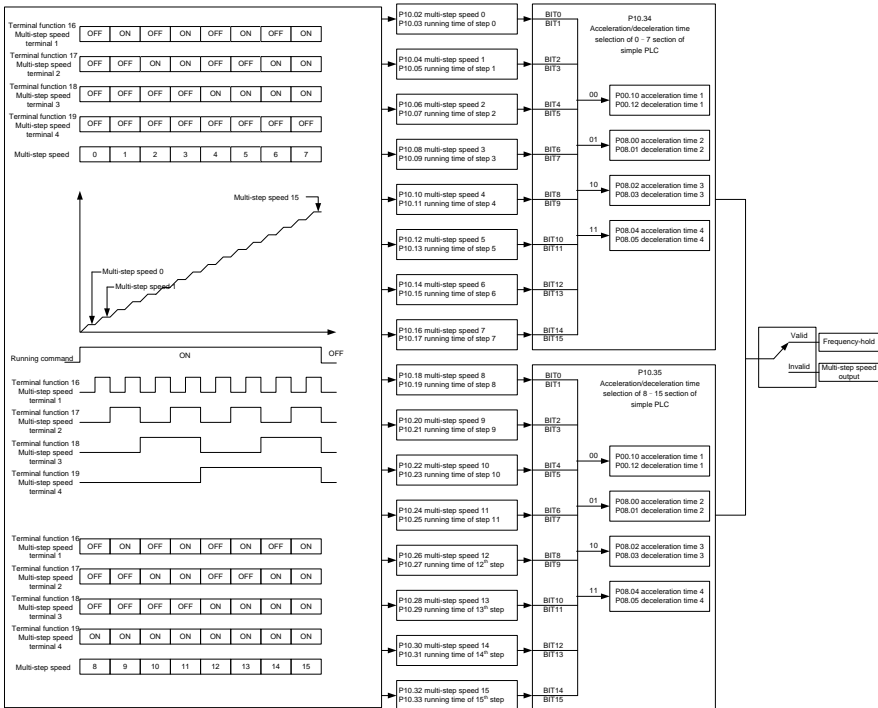 Terminal function 16
Multi-step speed
terminal 1
OFF ON OFF ON OFF ON OFF ON
Terminal function 17
Multi-step speed
terminal 2
OFF OFF ON ON OFF OFF ON ON
Terminal function 18
Multi-step speed
terminal 3
OFF OFF OFF OFF ON ON ON ON
Terminal function 19
Multi-step speed
terminal 4
OFF OFF OFF OFF OFF OFF OFF OFF
Multi-step speed
0 1 2 3 4 5 6 7
Multi-step speed 15
Multi-step speed 0
Multi-step speed 1
Running command
ON
OFF
Terminal function 16
Multi-step speed
terminal 1
Terminal function 17
Multi-step speed
terminal 2
Terminal function 18
Multi-step speed
terminal 3
Terminal function 19
Multi-step speed
terminal 4
Terminal function 16
Multi-step speed
terminal 1
OFF ON OFF ON OFF ON OFF ON
Terminal function 17
Multi-step speed
terminal 2
OFF OFF ON ON OFF OFF ON ON
Terminal function 18
Multi-step speed
terminal 3
OFF OFF OFF OFF ON ON ON ON
Terminal function 19
Multi-step speed
terminal 4
ON ON ON ON ON ON ON ON
Multi-step speed
8 9 10 11 12 13 14 15
P10.02 multi-step speed 0
P10.03 running time of step 0
P10.04 multi-step speed 1
P10.05 running time of step 1
P10.06 multi-step speed 2
P10.07 running time of step 2
P10.08 multi-step speed 3
P10.09 running time of step 3
P10.10 multi-step speed 4
P10.11 running time of step 4
P10.12 multi-step speed 5
P10.13 running time of step 5
P10.14 multi-step speed 6
P10.15 running time of step 6
P10.16 multi-step speed 7
P10.17 running time of step 7
P10.18 multi-step speed 8
P10.19 running time of step 8
P10.20 multi-step speed 9
P10.21 running time of step 9
P10.22 multi-step speed 10
P10.23 running time of step 10
P10.24 multi-step speed 11
P10.25 running time of step 11
P10.26 multi-step speed 12
P10.27 running time of 12th step
P10.28 multi-step speed 13
P10.29 running time of 13th step
P10.30 multi-step speed 14
P10.31 running time of 14th step
P10.32 multi-step speed 15
P10.33 running time of 15th step
BIT0
BIT1
BIT2
BIT3
BIT4
BIT5
BIT6
BIT7
BIT8
BIT9
BIT10
BIT11
BIT12
BIT13
BIT14
BIT15
P10.34
Acceleration/deceleration time
selection of 0 - 7 section of
simple PLC
00
P00.10 acceleration time 1
P00.12 deceleration time 1
01
P08.00 acceleration time 2
P08.01 deceleration time 2
10
P08.02 acceleration time 3
P08.03 deceleration time 3
11
P08.04 acceleration time 4
P08.05 deceleration time 4
BIT0
BIT1
BIT2
BIT3
BIT4
BIT5
BIT6
BIT7
BIT8
BIT9
BIT10
BIT11
BIT12
BIT13
BIT14
BIT15
P10.35
Acceleration/deceleration time
selection of 8 - 15 section of
simple PLC
00
P00.10 acceleration time 1
P00.12 deceleration time 1
01
P08.00 acceleration time 2
P08.01 deceleration time 2
10
P08.02 acceleration time 3
P08.03 deceleration time 3
11
P08.04 acceleration time 4
P08.05 deceleration time 4
Valid
Frequency-hold
Invalid
Multi-step speed
output